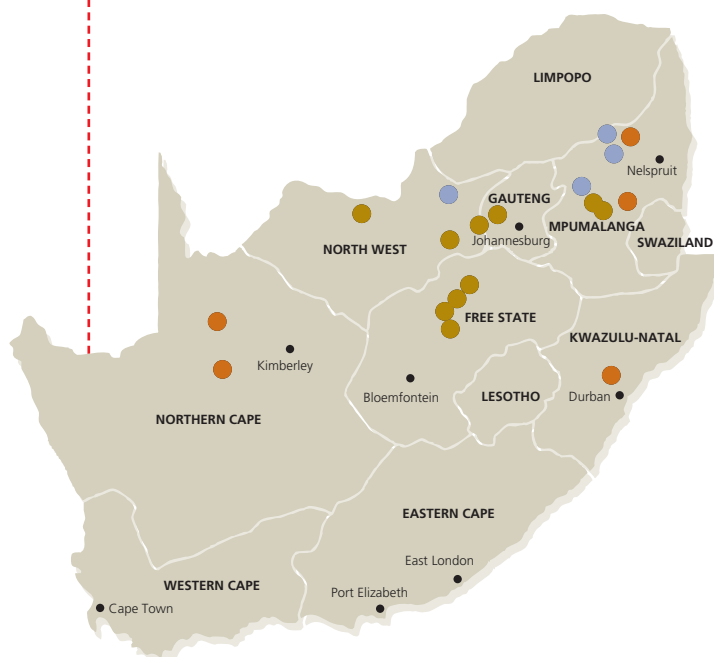 LIMPOPO
Nelspruit
GAUTENG
MPUMALANGA
Johannesburg
SWAZILAND
NORTH WEST
FREE STATE
KWAZULU-NATAL
Kimberley
Bloemfontein
LESOTHO
Durban
NORTHERN CAPE
EASTERN CAPE
East London
WESTERN CAPE
Port Elizabeth
Cape Town